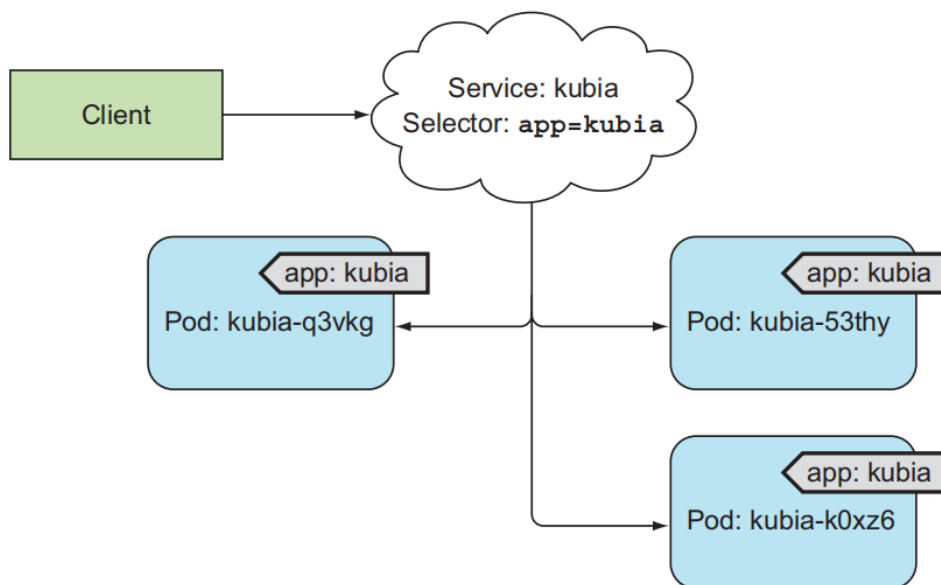 Client
Service: kubia
Selector: app=kubia
app: kubia
Pod: kubia-q3vkg
app: kubia
Pod: kubia-53thy
app: kubia
Pod: kubia-k0xz6